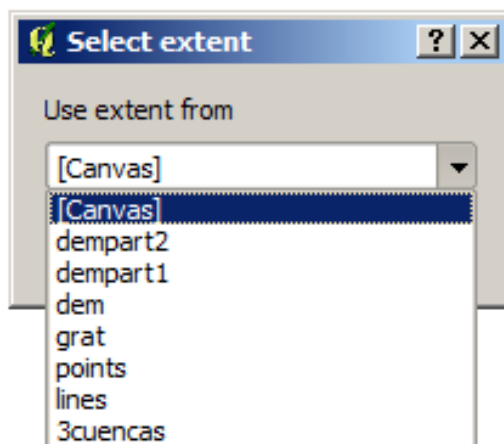 Select extent
Use extent from
[Canvas]
[Canvas]
dempart2
dempart1
dem
grat
points
lines
3cuencas